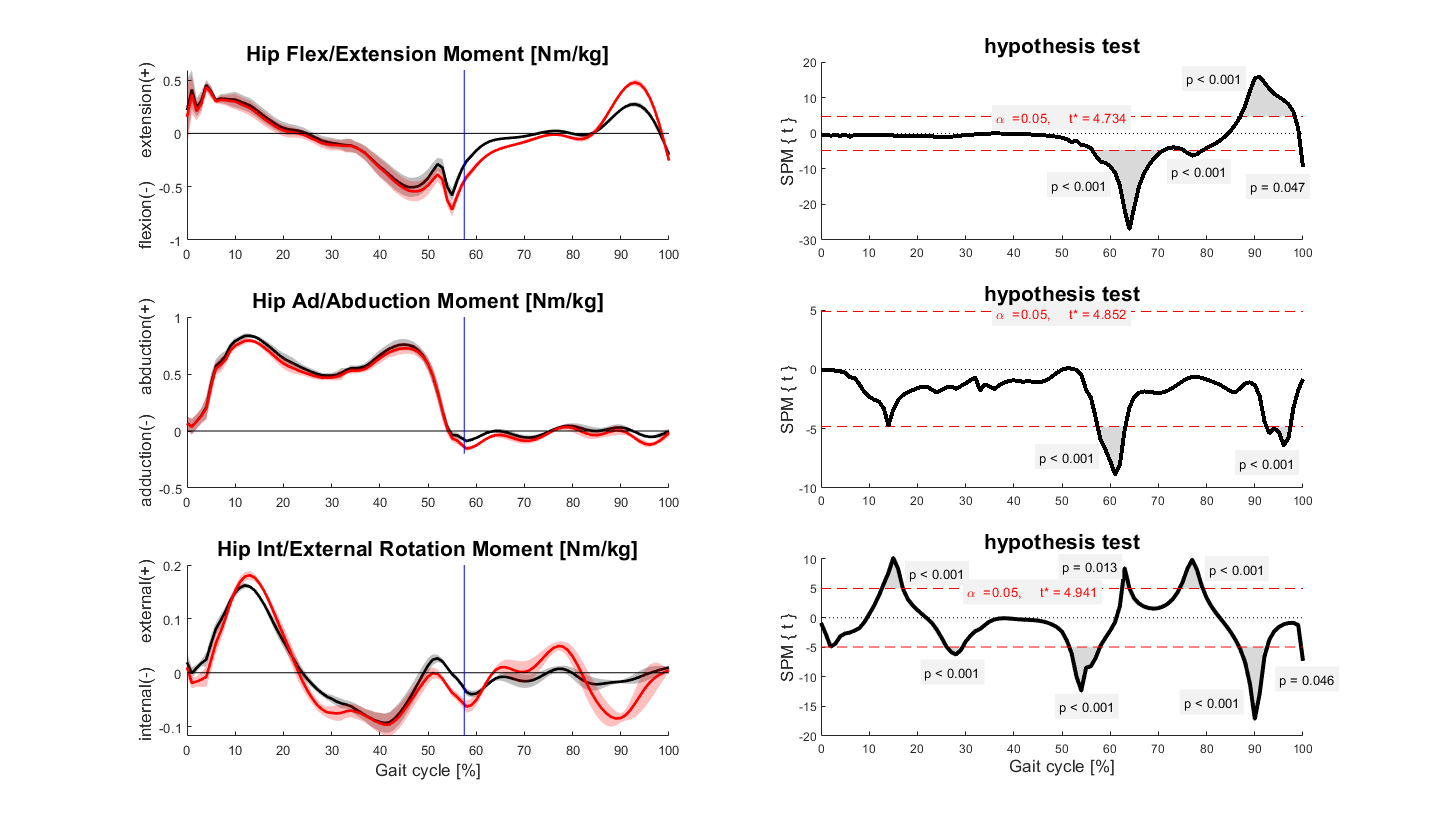 Hip Flex/Extension Moment [Nm/kg]
flexion(-) extension(+)
0.5
0
-0.5
-1
0 10 20 30 40 50 60 70 80 90 100
hypothesis test
SPM { t }
20
10
0
-10
-20
-30
p < 0.001
α =0.05, t* = 4.734
p < 0.001
p < 0.001
p = 0.047
0 10 20 30 40 50 60 70 80 90 100
Hip Ad/Abduction Moment [Nm/kg]
adduction(-) abduction(+)
1
0.5
0
-0.5
0 10 20 30 40 50 60 70 80 90 100
hypothesis test
SPM { t }
5
0
-5
-10
α =0.05, t* = 4.852
p < 0.001
p < 0.001
0 10 20 30 40 50 60 70 80 90 100
Hip Int/External Rotation Moment [Nm/kg]
internal(-) external(+)
0.2
0.1
0
-0.1
0 10 20 30 40 50 60 70 80 90 100
Gait cycle [%]
hypothesis test
SPM { t }
10
5
0
-5
-10
-15
-20
p < 0.001
p = 0.013
p < 0.001
α =0.05, t* = 4.941
p < 0.001
p < 0.001
p < 0.001
p = 0.046
0 10 20 30 40 50 60 70 80 90 100
Gait cycle [%]